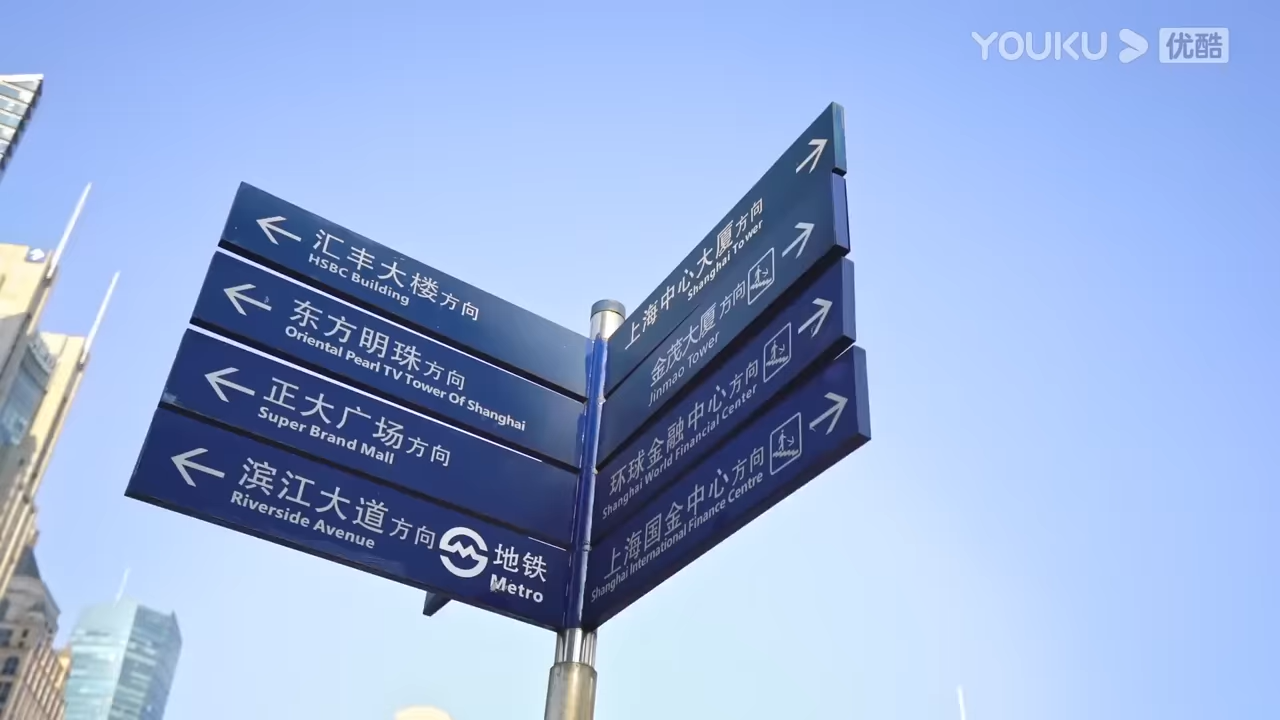 YOUKU 优酷
汇丰大楼方向
HSBC Building
东方明珠方向
Oriental Pearl TV Tower Of Shanghai
正大广场方向
Super Brand Mall
滨江大道方向
Riverside Avenue
地铁
Metro
上海中心大厦方向
Shanghai Tower
金茂大厦方向
Jinmao Tower
环球金融中心方向
Shanghai World Financial Center
上海国金中心方向
Shanghai International Finance Centre